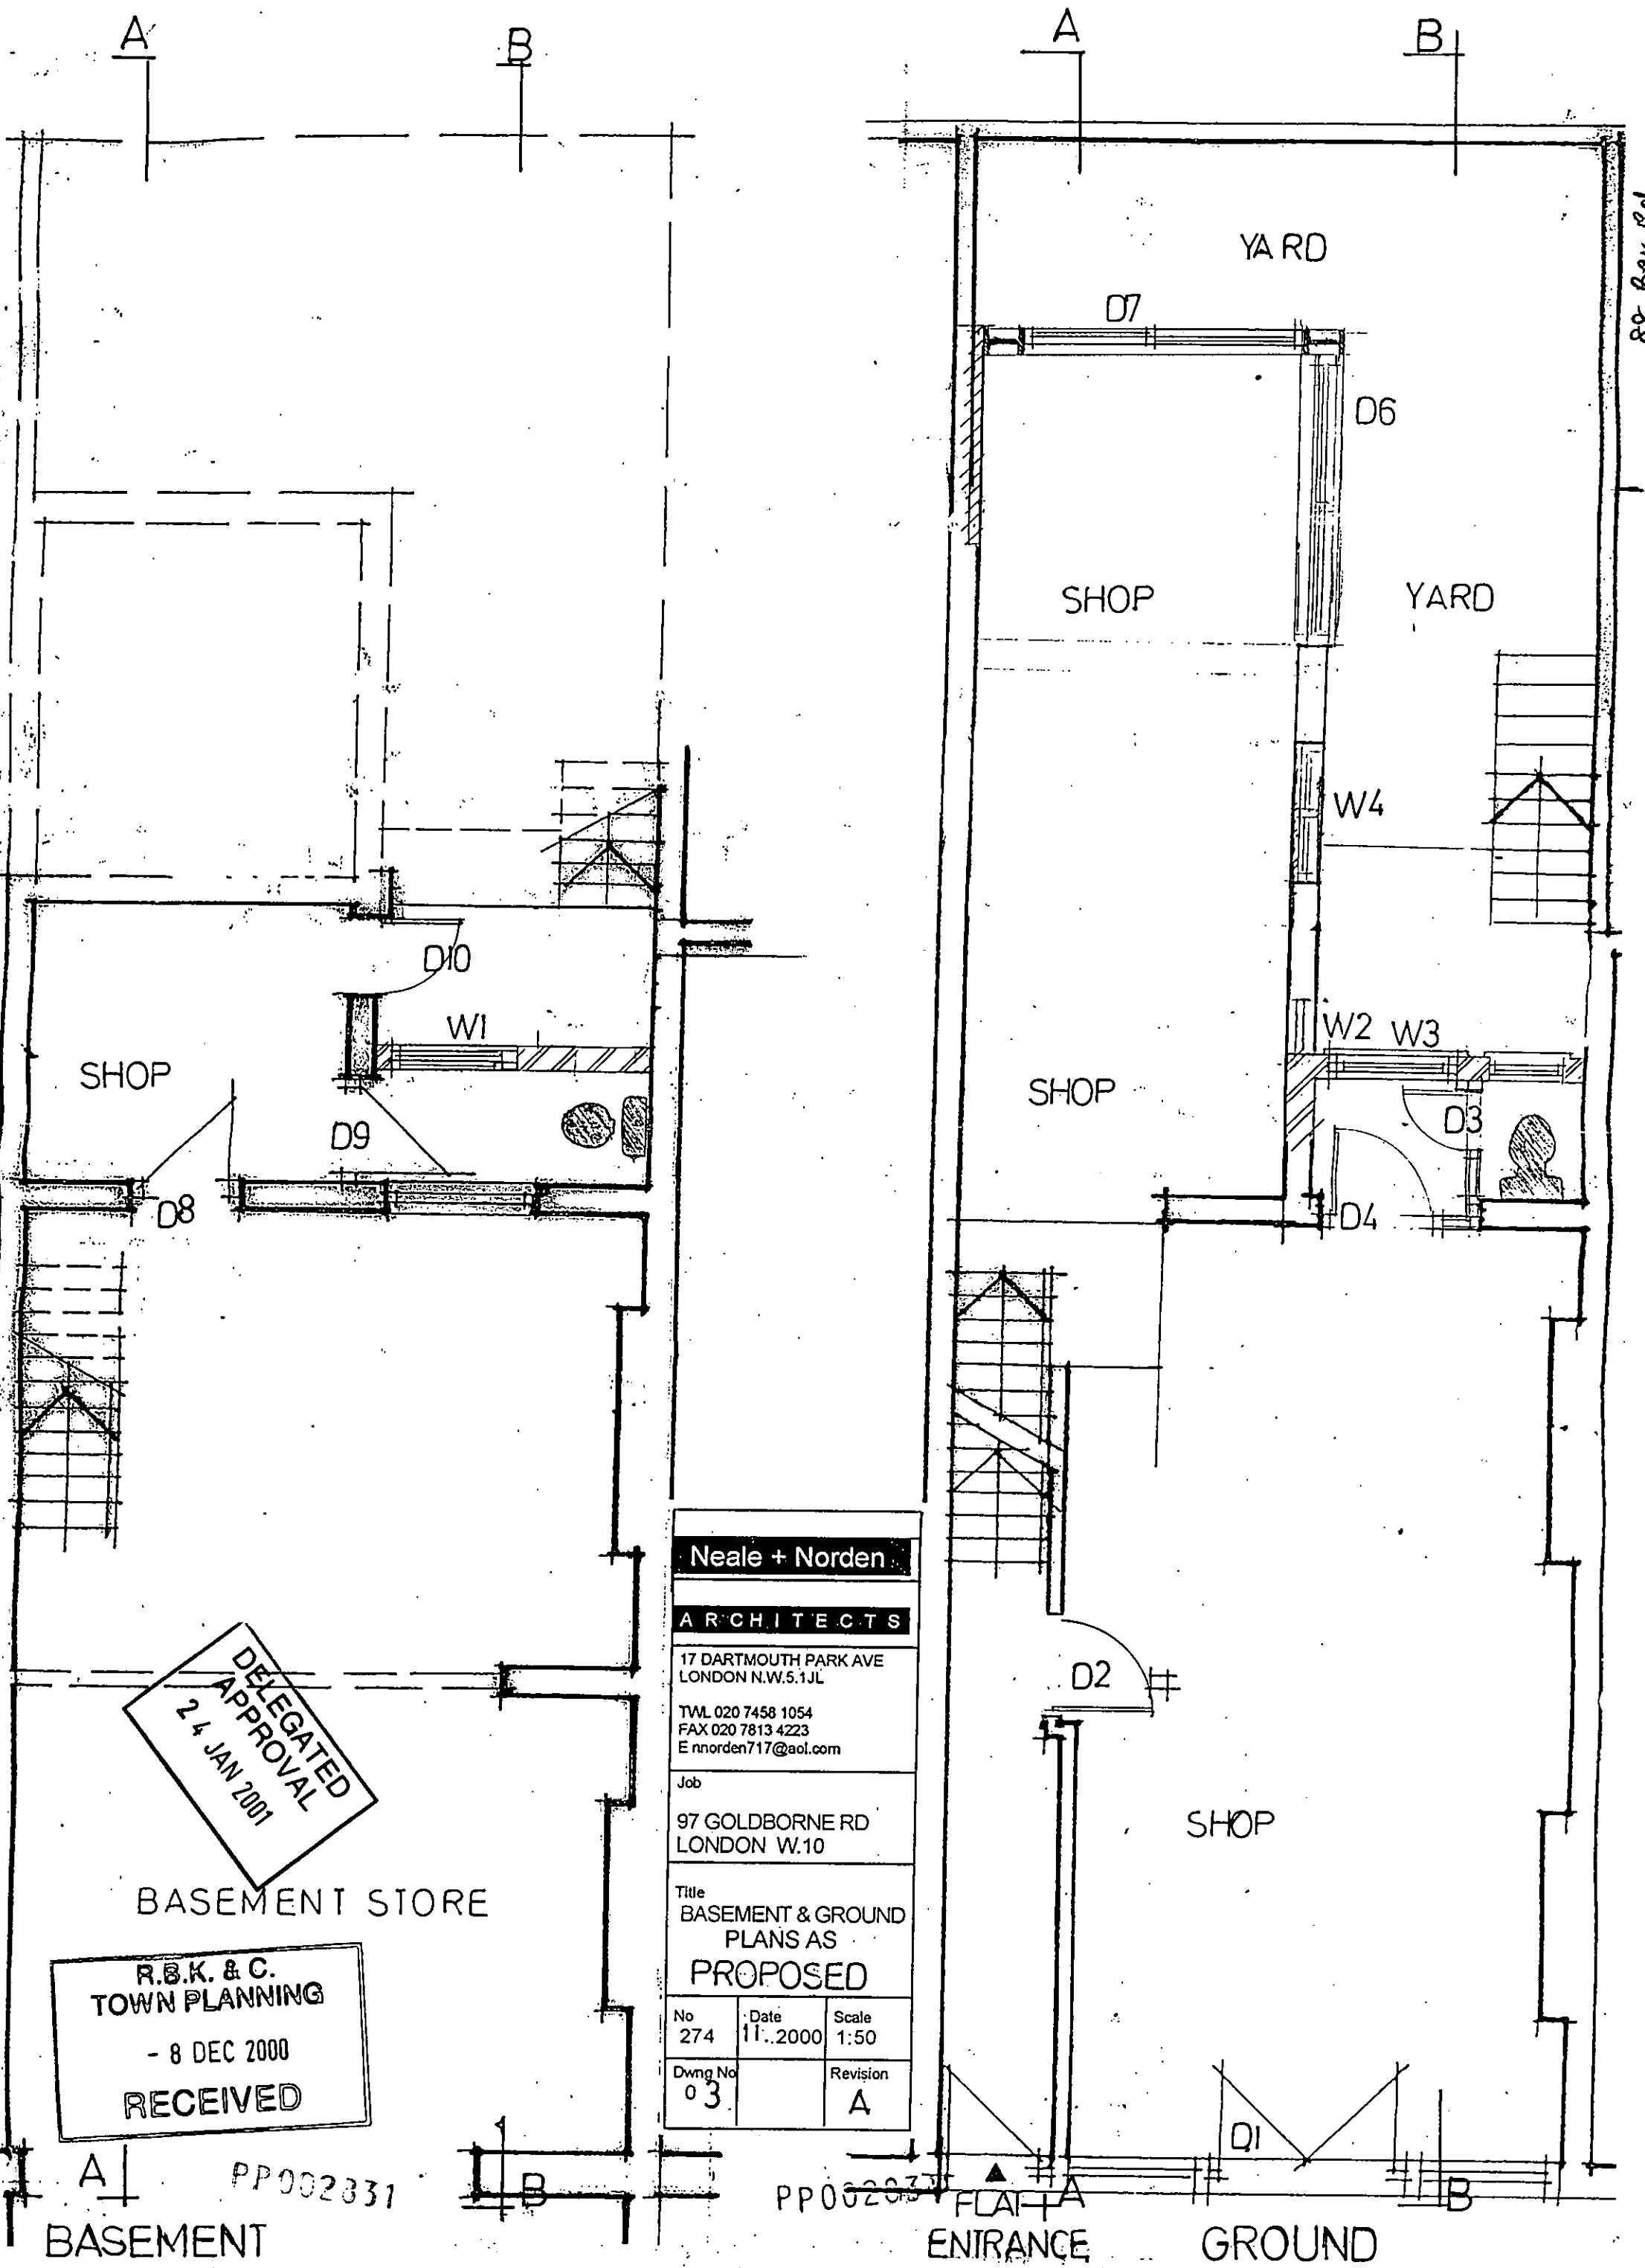 A
B
A
B
YARD
D7
D6
SHOP
YARD
W4
D10
W1
SHOP
D9
D8
W2 W3
SHOP
D3
D4
D2
SHOP
Neale + Norden
ARCHITECTS
17 DARTMOUTH PARK AVE
LONDON N.W.5.1JL
TWL 020 7458 1054
FAX 020 7813 4223
E nnorden717@aol.com
Job
97 GOLDBORNE RD
LONDON W.10
Title
BASEMENT & GROUND
PLANS AS
PROPOSED
No
274
Date
11..2000
Scale
1:50
Dwng No
03
Revision
A
DELEGATED
APPROVAL
24 JAN 2001
BASEMENT STORE
R.B.K. & C.
TOWN PLANNING
- 8 DEC 2000
RECEIVED
A
B
PP002831
BASEMENT
D1
A
B
FLAT
ENTRANCE
GROUND